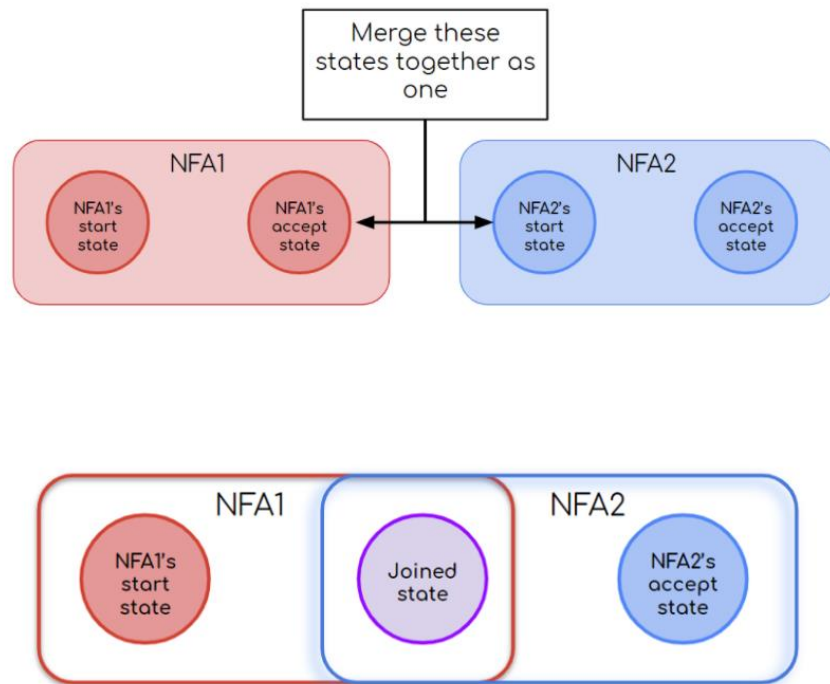 Merge these
states together as
one
NFA1
NFA2
NFA1's
start
state
NFA1's
accept
state
NFA2's
start
state
NFA2's
accept
state
NFA1
NFA2
NFA1's
start
state
Joined
state
NFA2's
accept
state